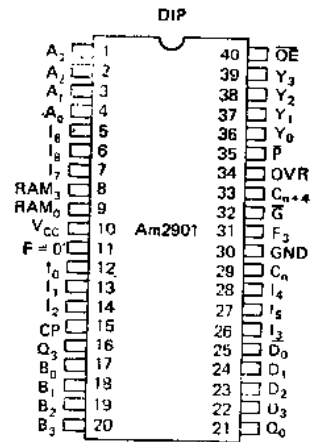 DIP
A₃ 1 40 O̅E̅
A₂ 2 39 Y₃
A₁ 3 38 Y₂
A₀ 4 37 Y₁
I₆ 5 36 Y₀
I₈ 6 35 P̅
I₇ 7 34 OVR
RAM₃ 8 33 Cₙ₊₄
RAM₀ 9 32 G̅
V_CC 10 Am2901 31 F₃
F = 0 11 30 GND
I₀ 12 29 Cₙ
I₁ 13 28 I₄
I₂ 14 27 I₅
CP 15 26 I₃
Q₃ 16 25 D₀
B₀ 17 24 D₁
B₁ 18 23 D₂
B₂ 19 22 D₃
B₃ 20 21 Q₀